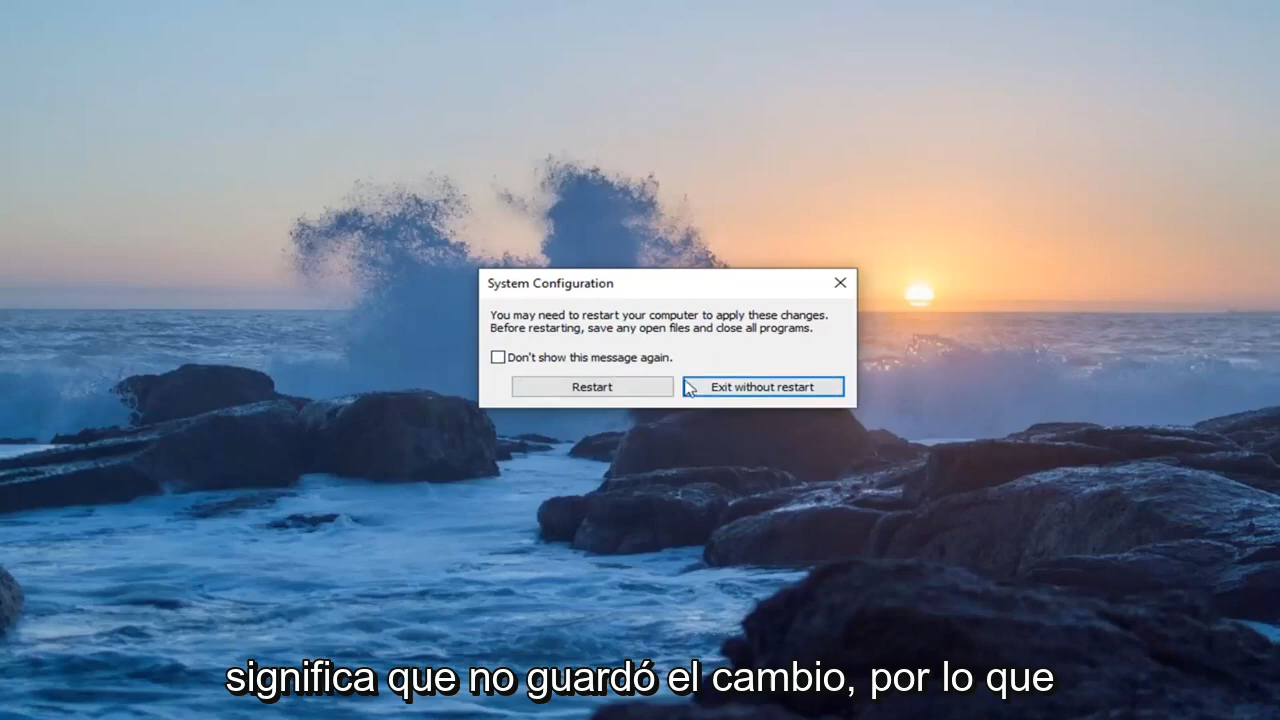 System Configuration
You may need to restart your computer to apply these changes.
Before restarting, save any open files and close all programs.
Don't show this message again.
Restart
Exit without restart
significa que no guardó el cambio, por lo que